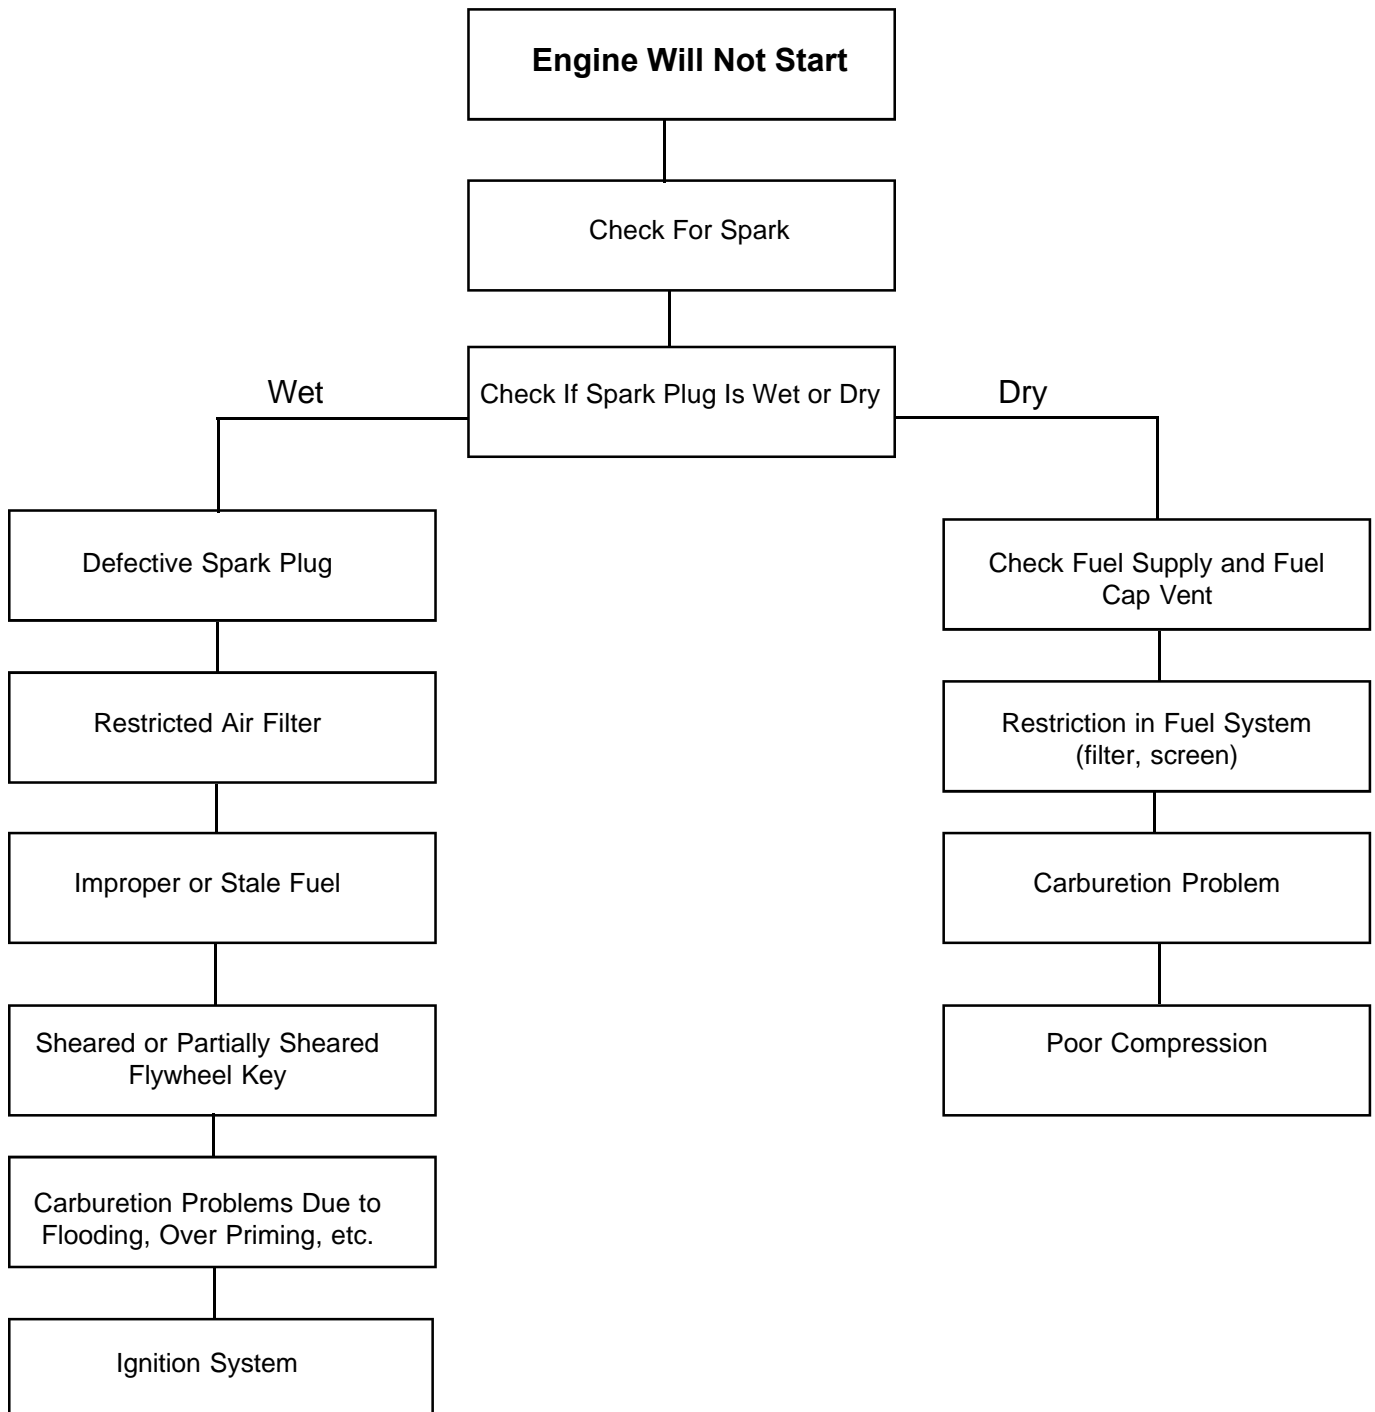 Engine Will Not Start
Check For Spark
Check If Spark Plug Is Wet or Dry
Wet
Dry
Defective Spark Plug
Restricted Air Filter
Improper or Stale Fuel
Sheared or Partially Sheared
Flywheel Key
Carburetion Problems Due to
Flooding, Over Priming, etc.
Ignition System
Check Fuel Supply and Fuel
Cap Vent
Restriction in Fuel System
(filter, screen)
Carburetion Problem
Poor Compression